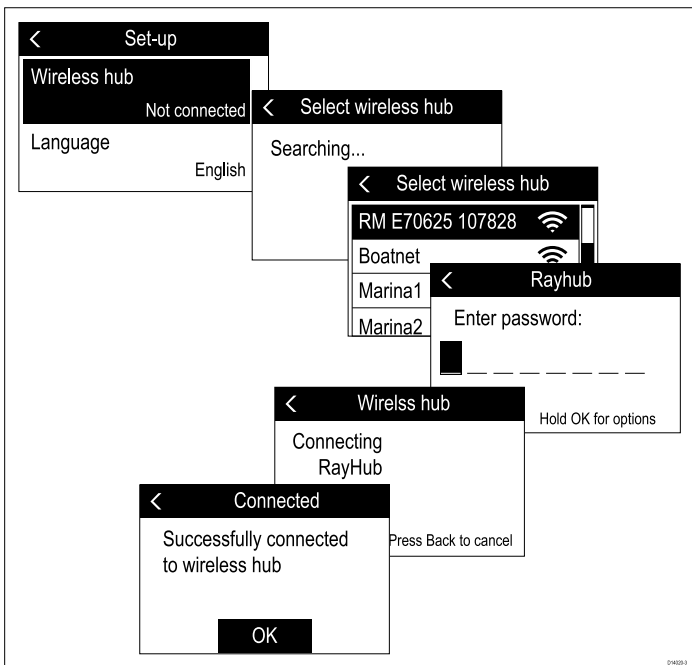 Set-up
Wireless hub
Not connected
Language
English
Select wireless hub
Searching...
Select wireless hub
RM E70625 107828
Boatnet
Marina1
Marina2
Rayhub
Enter password:
Hold OK for options
Wirelss hub
Connecting
RayHub
Press Back to cancel
Connected
Successfully connected
to wireless hub
OK
D14020-3